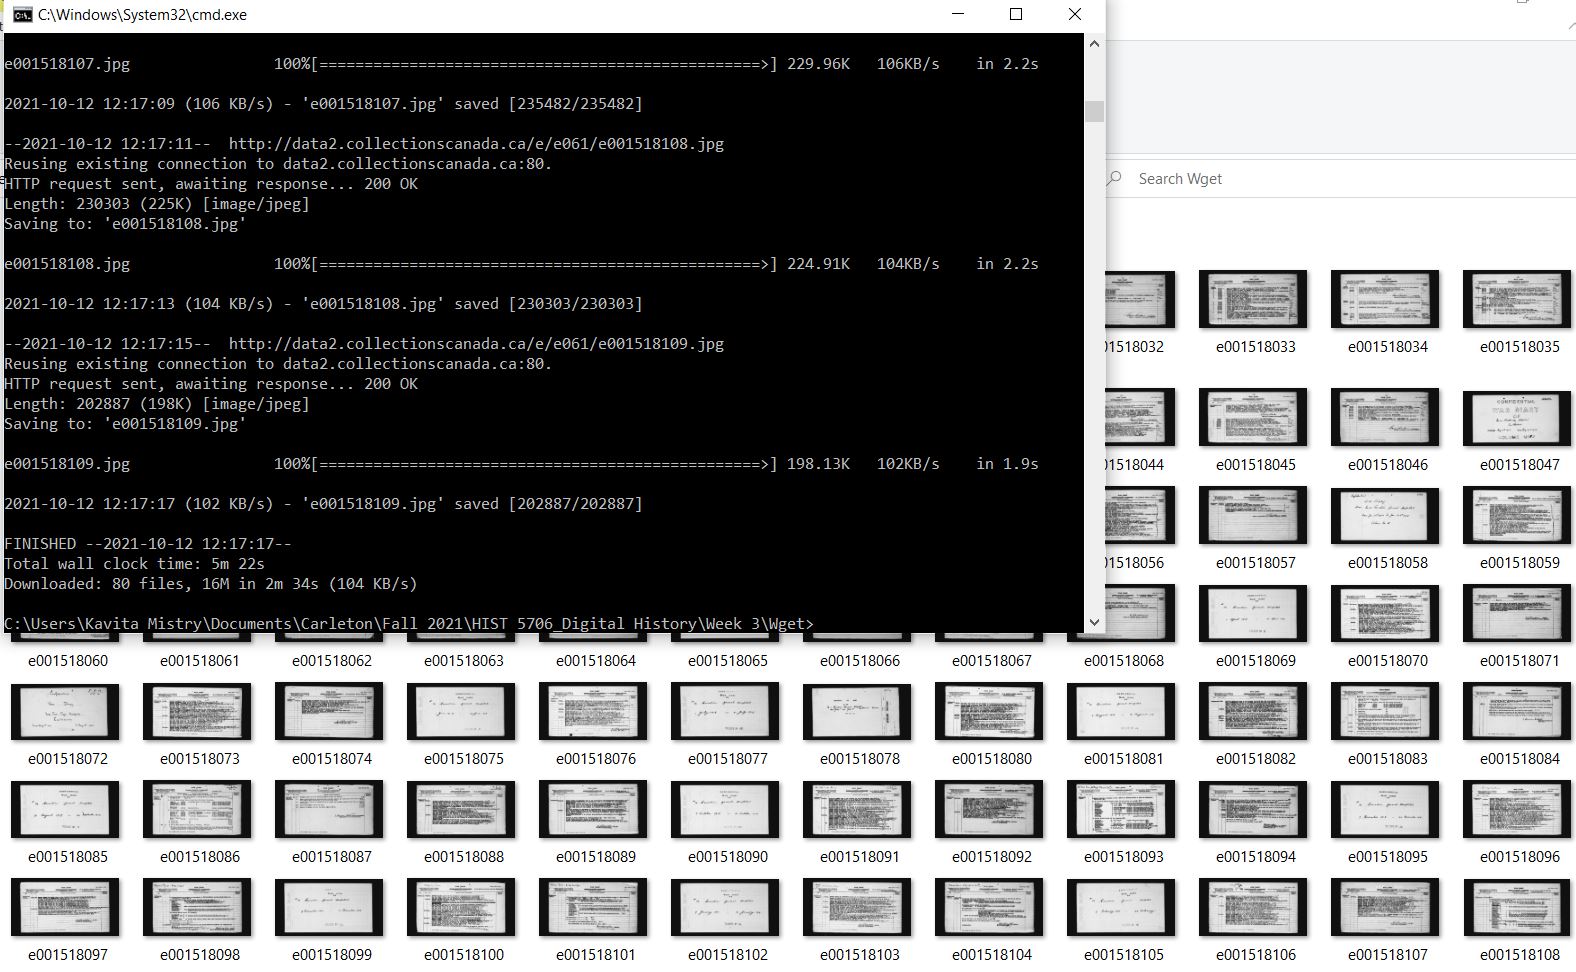 C:\Windows\System32\cmd.exe
e001518107.jpg 100%[=================================================>] 229.96K 106KB/s in 2.2s
2021-10-12 12:17:09 (106 KB/s) - 'e001518107.jpg' saved [235482/235482]
--2021-10-12 12:17:11-- http://data2.collectionscanada.ca/e/e061/e001518108.jpg
Reusing existing connection to data2.collectionscanada.ca:80.
HTTP request sent, awaiting response... 200 OK
Length: 230303 (225K) [image/jpeg]
Saving to: 'e001518108.jpg'
e001518108.jpg 100%[=================================================>] 224.91K 104KB/s in 2.2s
2021-10-12 12:17:13 (104 KB/s) - 'e001518108.jpg' saved [230303/230303]
--2021-10-12 12:17:15-- http://data2.collectionscanada.ca/e/e061/e001518109.jpg
Reusing existing connection to data2.collectionscanada.ca:80.
HTTP request sent, awaiting response... 200 OK
Length: 202887 (198K) [image/jpeg]
Saving to: 'e001518109.jpg'
e001518109.jpg 100%[=================================================>] 198.13K 102KB/s in 1.9s
2021-10-12 12:17:17 (102 KB/s) - 'e001518109.jpg' saved [202887/202887]
FINISHED --2021-10-12 12:17:17--
Total wall clock time: 5m 22s
Downloaded: 80 files, 16M in 2m 34s (104 KB/s)
C:\Users\Kavita Mistry\Documents\Carleton\Fall 2021\HIST 5706_Digital History\Week 3\Wget>
Search Wget
01518032 e001518033 e001518034 e001518035
CONFIDENTIAL
WAR DIARY
OF
01518044 e001518045 e001518046 e001518047
01518056 e001518057 e001518058 e001518059
e001518060 e001518061 e001518062 e001518063 e001518064 e001518065 e001518066 e001518067 e001518068 e001518069 e001518070 e001518071
e001518072 e001518073 e001518074 e001518075 e001518076 e001518077 e001518078 e001518080 e001518081 e001518082 e001518083 e001518084
e001518085 e001518086 e001518087 e001518088 e001518089 e001518090 e001518091 e001518092 e001518093 e001518094 e001518095 e001518096
e001518097 e001518098 e001518099 e001518100 e001518101 e001518102 e001518103 e001518104 e001518105 e001518106 e001518107 e001518108